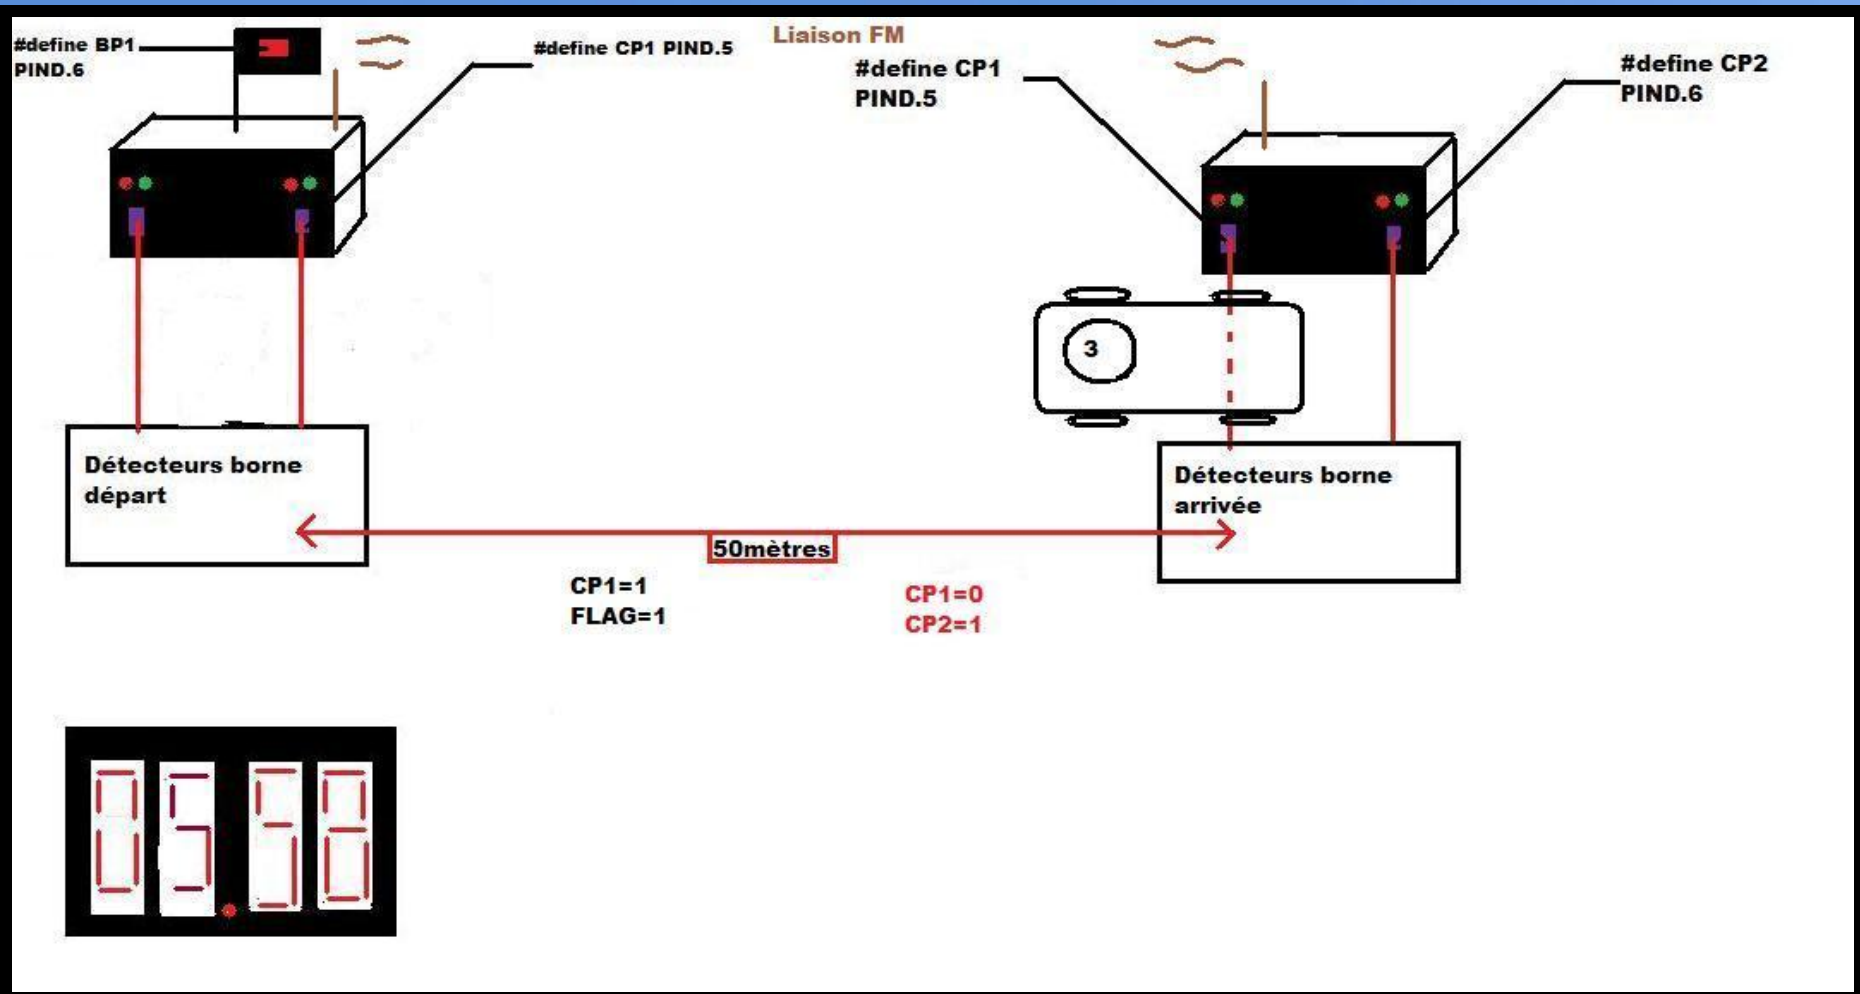 #define BP1
PIND.6
#define CP1 PIND.5
Liaison FM
#define CP1
PIND.5
#define CP2
PIND.6
3
Détecteurs borne
départ
Détecteurs borne
arrivée
50mètres
CP1=1
FLAG=1
CP1=0
CP2=1
05.58